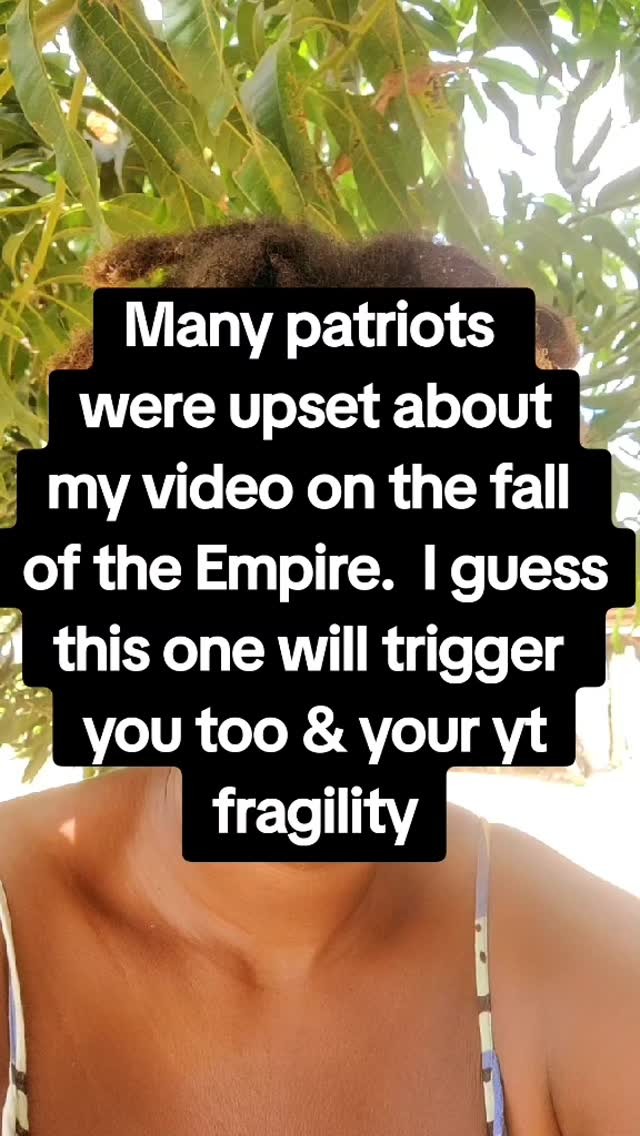 Many patriots
were upset about
my video on the fall
of the Empire. I guess
this one will trigger
you too & your yt
fragility